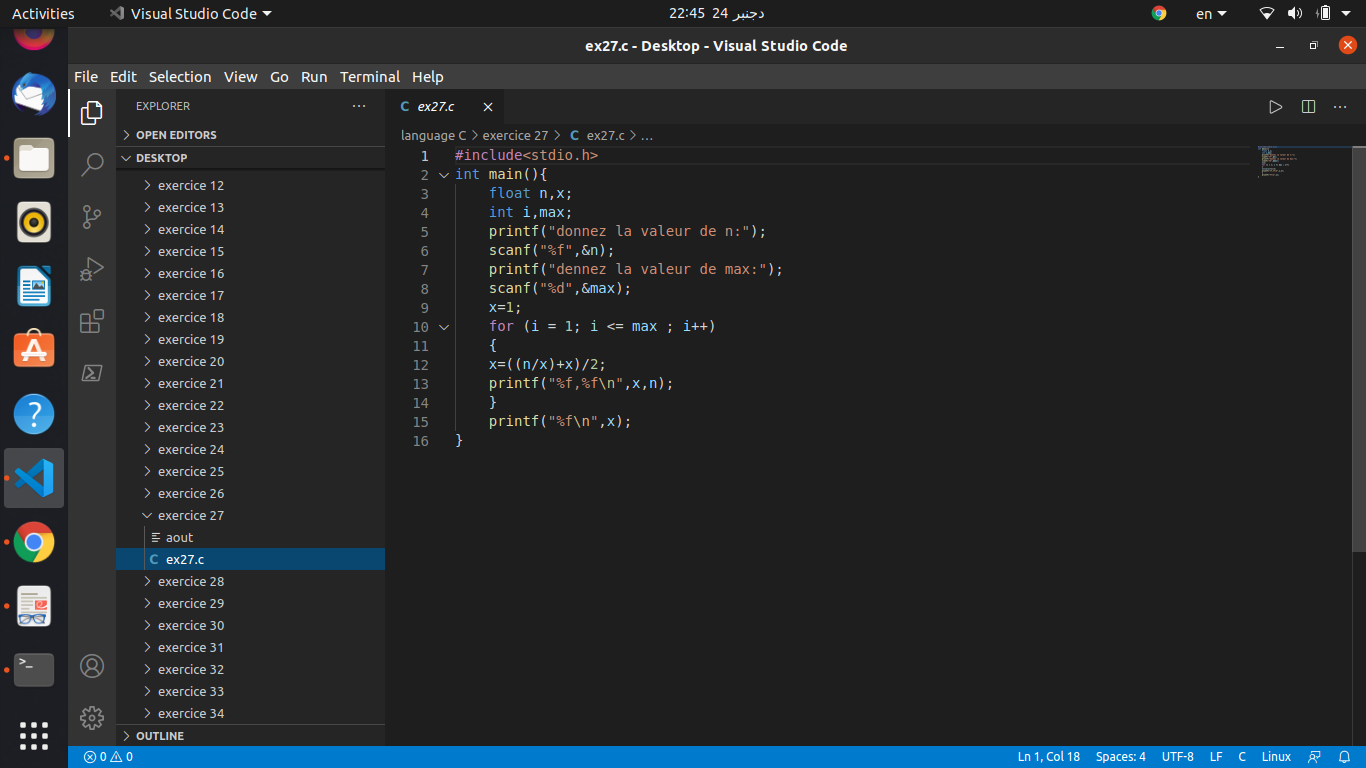 Activities
Visual Studio Code
22:45 24 دجنبر
en
ex27.c - Desktop - Visual Studio Code
File Edit Selection View Go Run Terminal Help
EXPLORER
OPEN EDITORS
DESKTOP
exercice 12
exercice 13
exercice 14
exercice 15
exercice 16
exercice 17
exercice 18
exercice 19
exercice 20
exercice 21
exercice 22
exercice 23
exercice 24
exercice 25
exercice 26
exercice 27
aout
C ex27.c
exercice 28
exercice 29
exercice 30
exercice 31
exercice 32
exercice 33
exercice 34
OUTLINE
C ex27.c
language C > exercice 27 > C ex27.c > ...
1 #include<stdio.h>
2 int main(){
3 float n,x;
4 int i,max;
5 printf("donnez la valeur de n:");
6 scanf("%f",&n);
7 printf("dennez la valeur de max:");
8 scanf("%d",&max);
9 x=1;
10 for (i = 1; i <= max ; i++)
11 {
12 x=((n/x)+x)/2;
13 printf("%f,%f\n",x,n);
14 }
15 printf("%f\n",x);
16 }
0 0
Ln 1, Col 18 Spaces: 4 UTF-8 LF C Linux